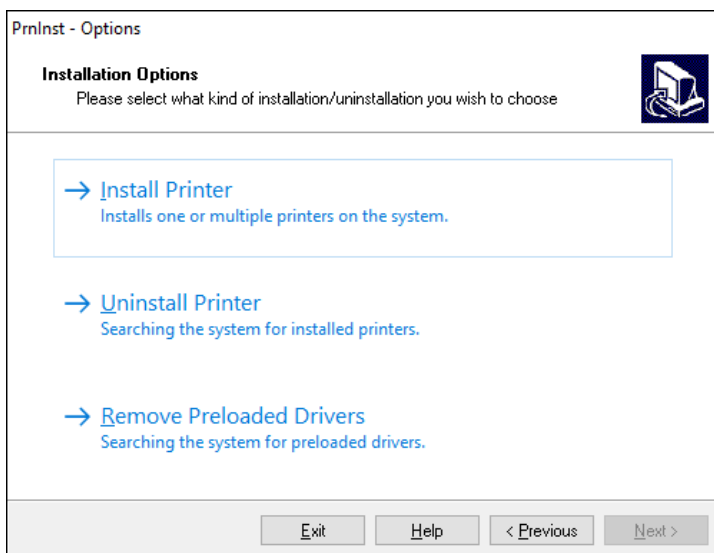 PrnInst - Options
Installation Options
Please select what kind of installation/uninstallation you wish to choose
Install Printer
Installs one or multiple printers on the system.
Uninstall Printer
Searching the system for installed printers.
Remove Preloaded Drivers
Searching the system for preloaded drivers.
Exit Help < Previous Next >